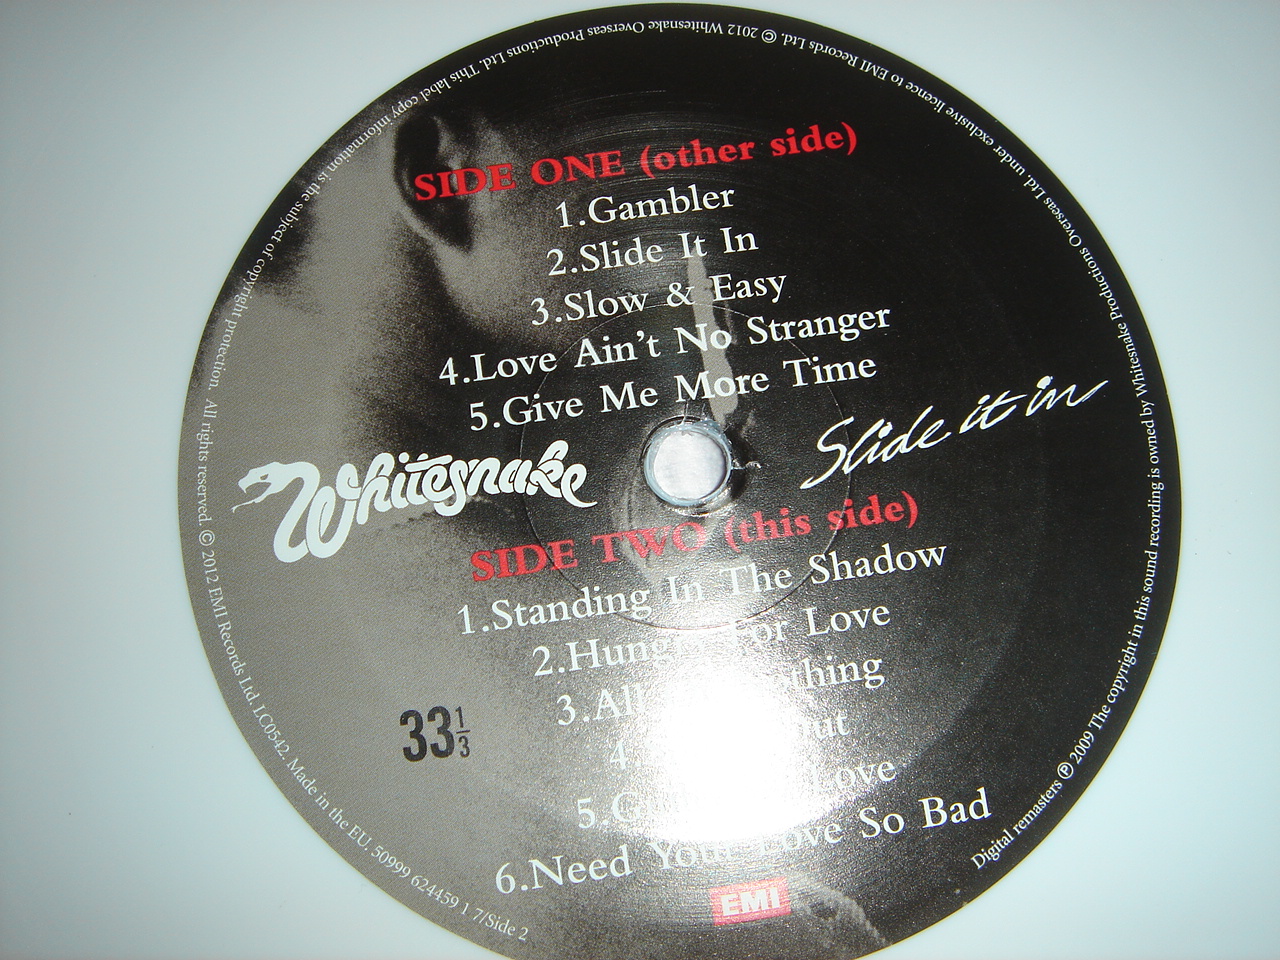 SIDE ONE (other side)
1.Gambler
2.Slide It In
3.Slow & Easy
4.Love Ain't No Stranger
5.Give Me More Time
Whitesnake
Slide it in
SIDE TWO (this side)
1.Standing In The Shadow
2.Hungry For Love
3.All thing
4.
5. Love
6.Need Your Love So Bad
33 1/3
EMI
Digital remasters ℗ 2009 The copyright in this sound recording is owned by Whitesnake Productions Overseas Ltd. under exclusive licence to EMI Records Ltd. © 2012 Whitesnake Productions Overseas Ltd. This label copy information is the subject of copyright protection. All rights reserved. © 2012 EMI Records Ltd. LC0542. Made in the EU. 50999 624459 1 7/Side 2